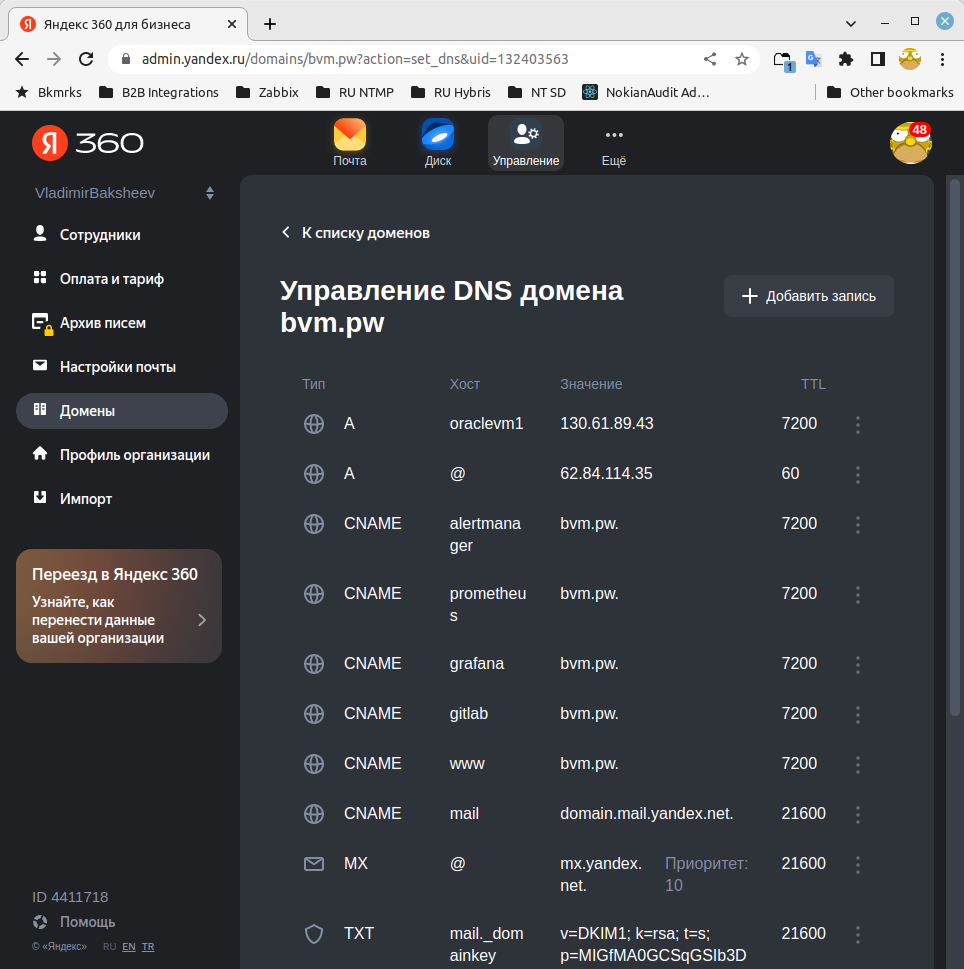 Яндекс 360 для бизнеса
admin.yandex.ru/domains/bvm.pw?action=set_dns&uid=132403563
1
Bkmrks B2B Integrations Zabbix RU NTMP RU Hybris NT SD NokianAudit Ad… Other bookmarks
Я 360
Почта Диск Управление Ещё
48
VladimirBaksheev
Сотрудники
Оплата и тариф
Архив писем
Настройки почты
Домены
Профиль организации
Импорт
Переезд в Яндекс 360
Узнайте, как
перенести данные
вашей организации
ID 4411718
Помощь
© «Яндекс» RU EN TR
К списку доменов
Управление DNS домена
bvm.pw
Добавить запись
Тип Хост Значение TTL
A oraclevm1 130.61.89.43 7200
A @ 62.84.114.35 60
CNAME alertmana bvm.pw. 7200
ger
CNAME prometheu bvm.pw. 7200
s
CNAME grafana bvm.pw. 7200
CNAME gitlab bvm.pw. 7200
CNAME www bvm.pw. 7200
CNAME mail domain.mail.yandex.net. 21600
MX @ mx.yandex. Приоритет: 21600
net. 10
TXT mail._dom v=DKIM1; k=rsa; t=s; 21600
ainkey p=MIGfMA0GCSqGSIb3D